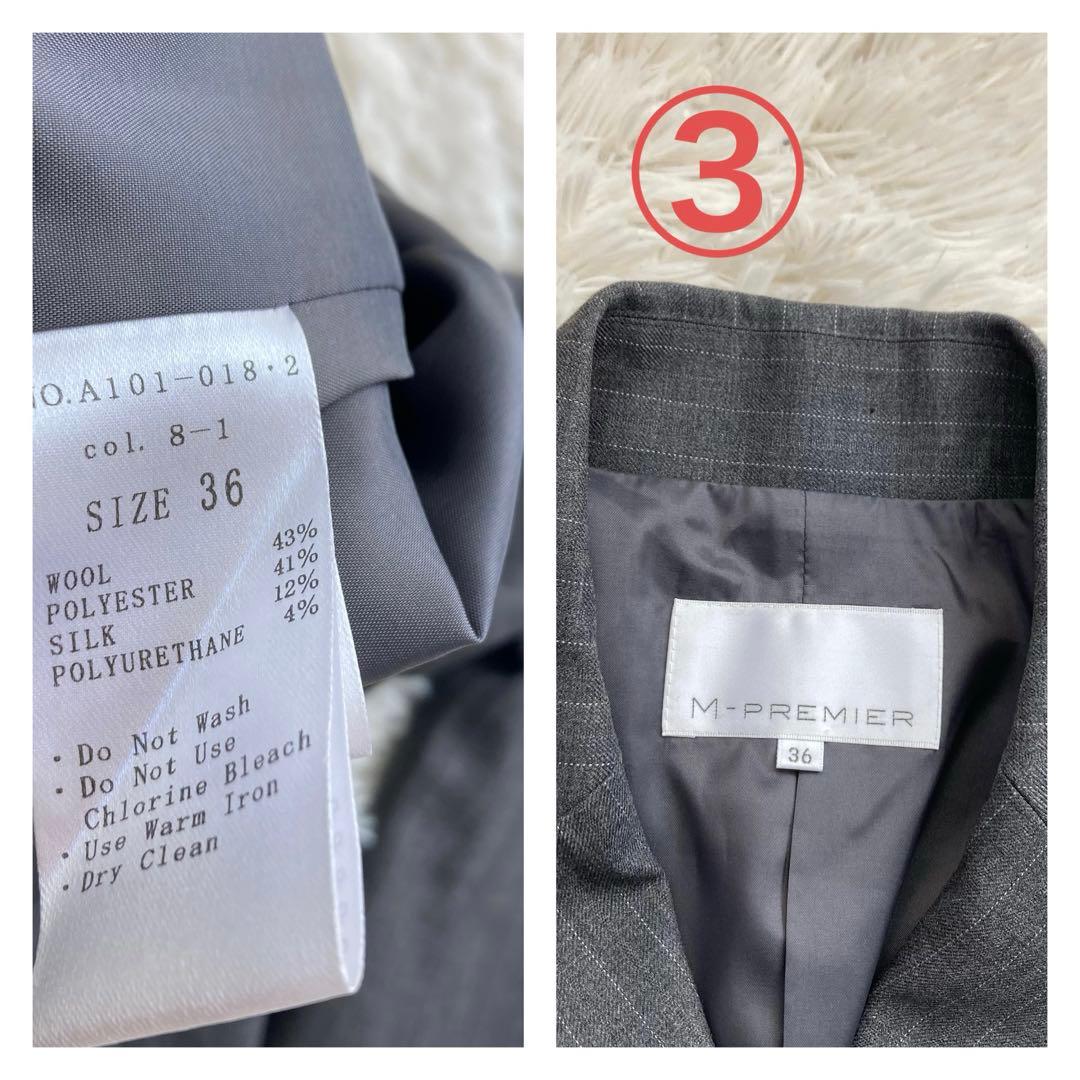 NO.A101-018・2
col. 8-1
SIZE 36
WOOL 43%
POLYESTER 41%
SILK 12%
POLYURETHANE 4%
・Do Not Wash
・Do Not Use
Chlorine Bleach
・Use Warm Iron
・Dry Clean
③
M-PREMIER
36